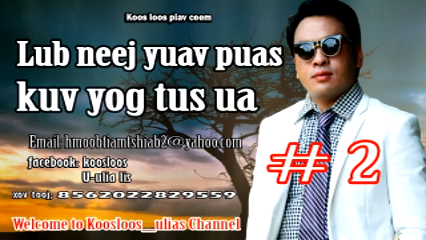 Koos loos piav ceem
Lub neej yuav puas
kuv yog tus ua
Email:hmoobtiamtshiab2@yahoo.com
facebook: koosloos
U-ulia lis
# 2
xov tooj: 8562022829559
Welcome to Koosloos_ulias Channel